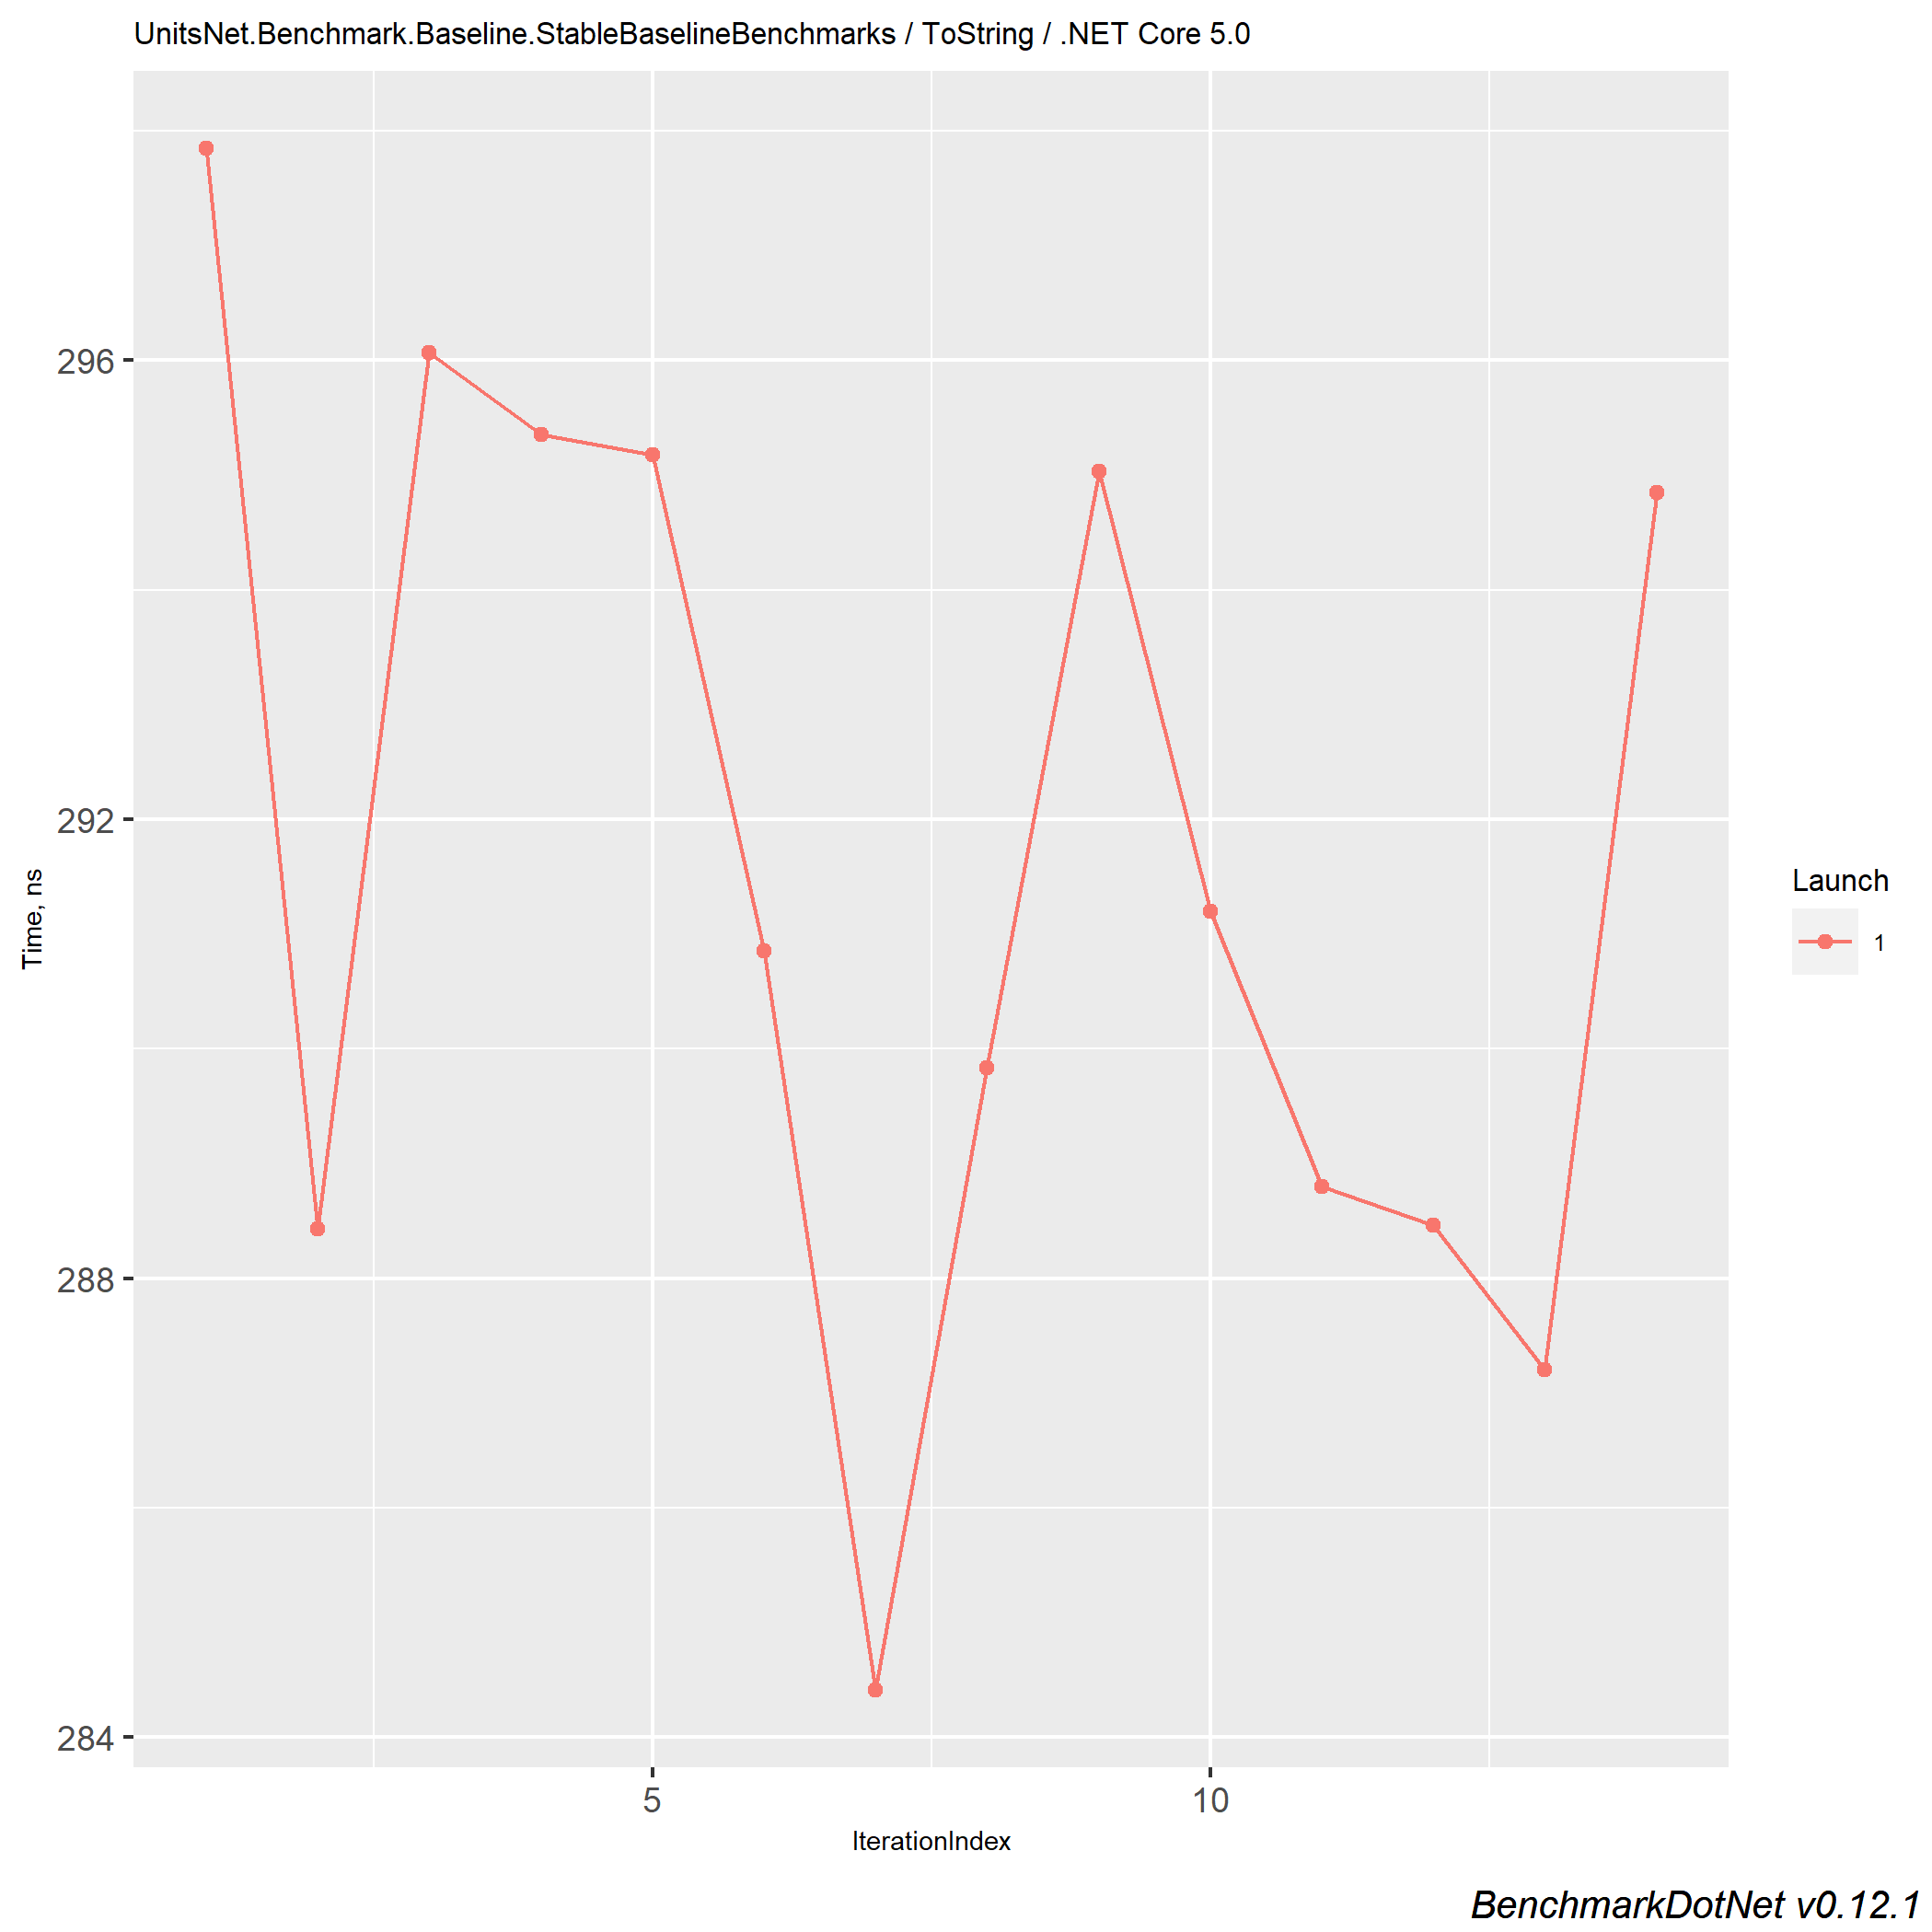 UnitsNet.Benchmark.Baseline.StableBaselineBenchmarks / ToString / .NET Core 5.0
296
292
288
284
Time, ns
5 10
IterationIndex
Launch
1
BenchmarkDotNet v0.12.1